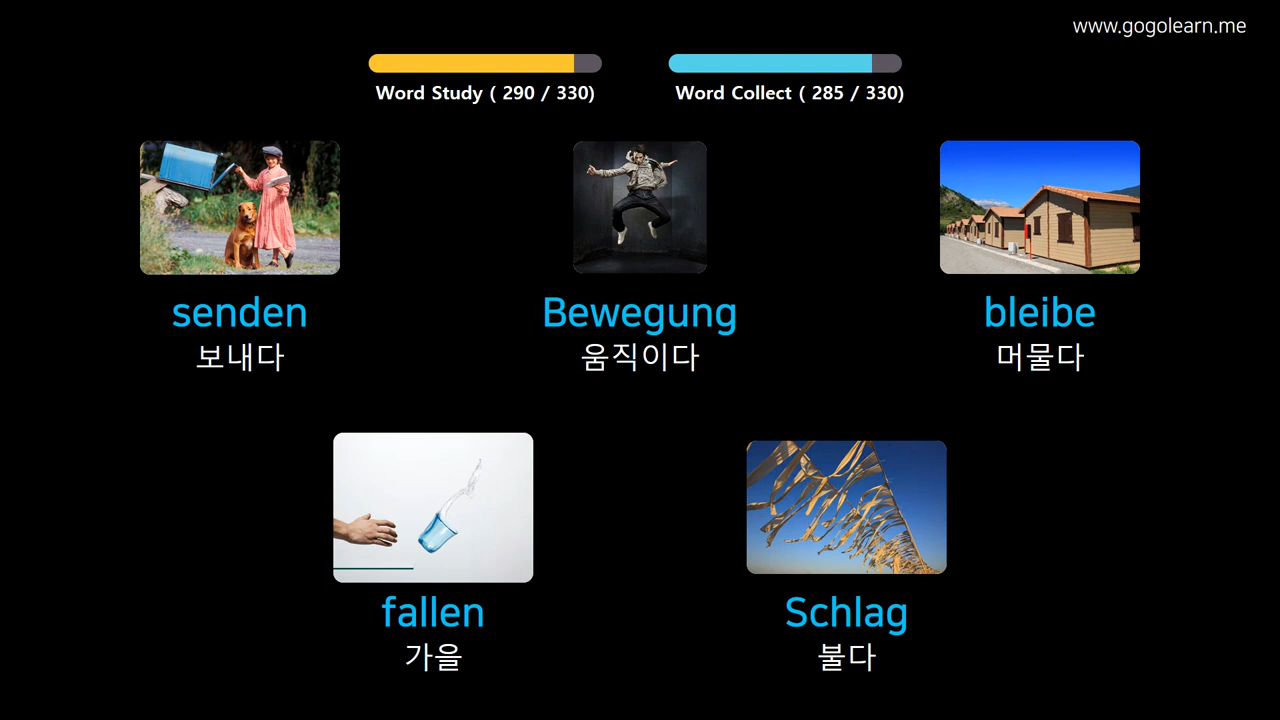 www.gogolearn.me
Word Study ( 290 / 330)
Word Collect ( 285 / 330)
senden
보내다
Bewegung
움직이다
bleibe
머물다
fallen
가을
Schlag
불다